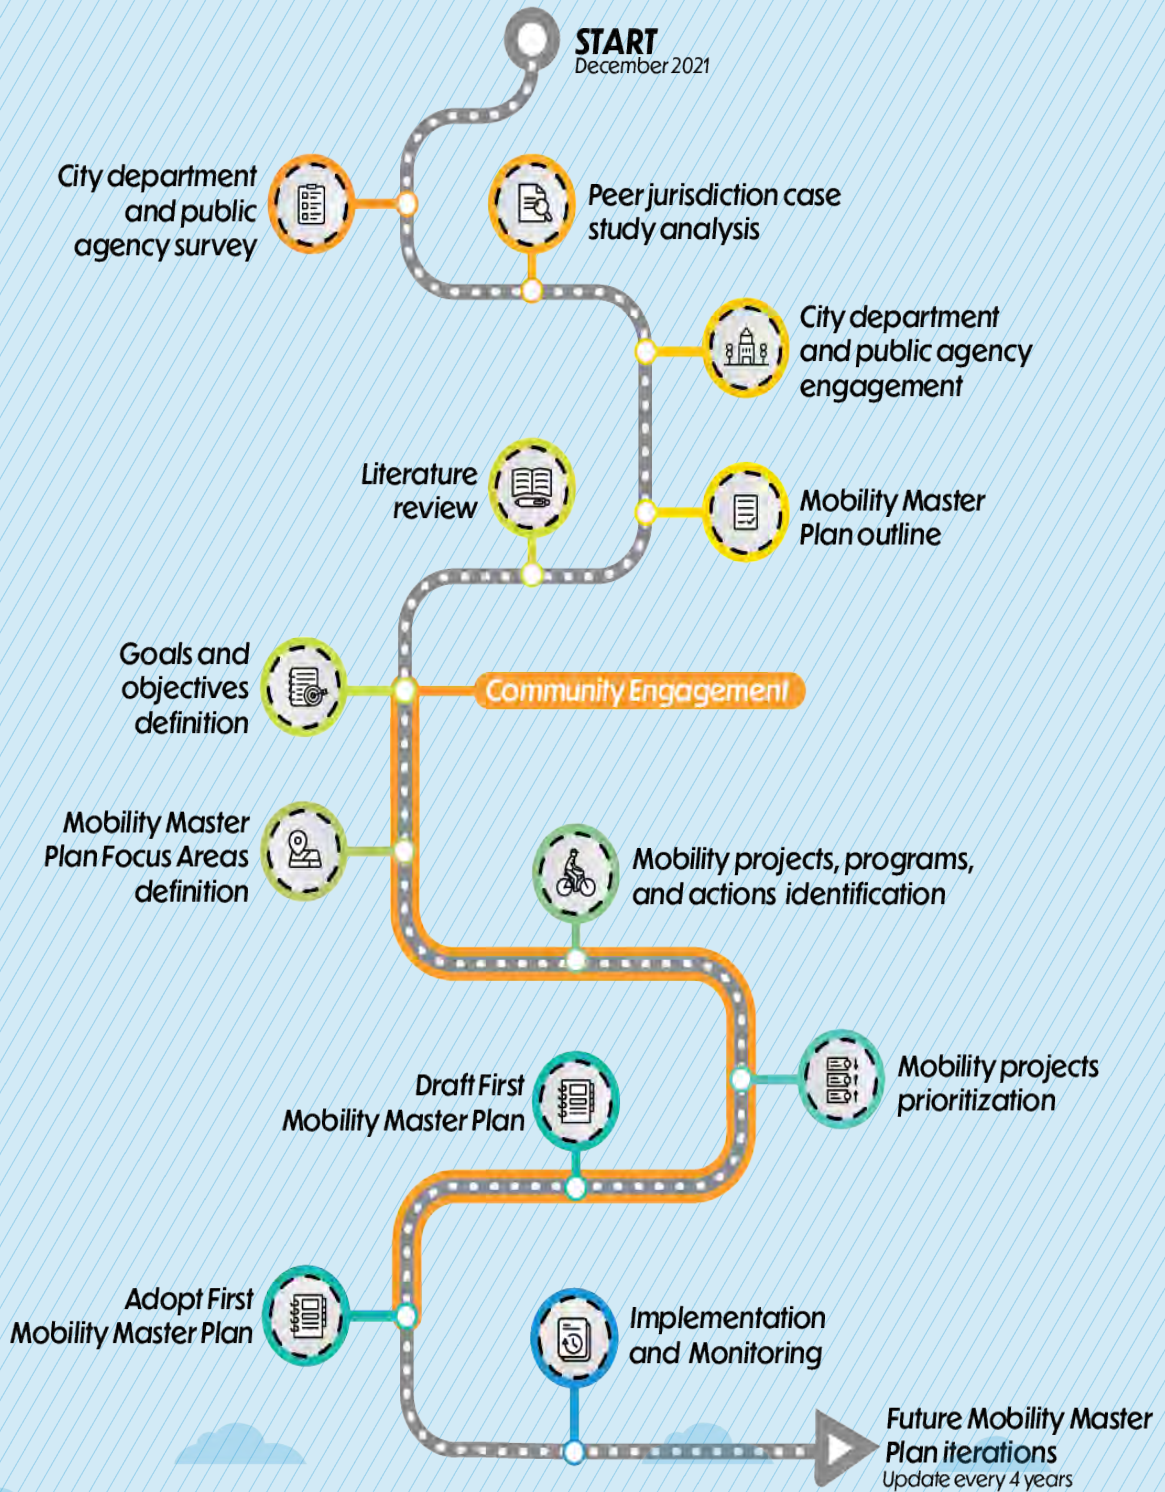 START
December 2021
City department
and public
agency survey
Peer jurisdiction case
study analysis
City department
and public agency
engagement
Literature
review
Mobility Master
Plan outline
Goals and
objectives
definition
Community Engagement
Mobility Master
Plan Focus Areas
definition
Mobility projects, programs,
and actions identification
Mobility projects
prioritization
Draft First
Mobility Master Plan
Adopt First
Mobility Master Plan
Implementation
and Monitoring
Future Mobility Master
Plan iterations
Update every 4 years